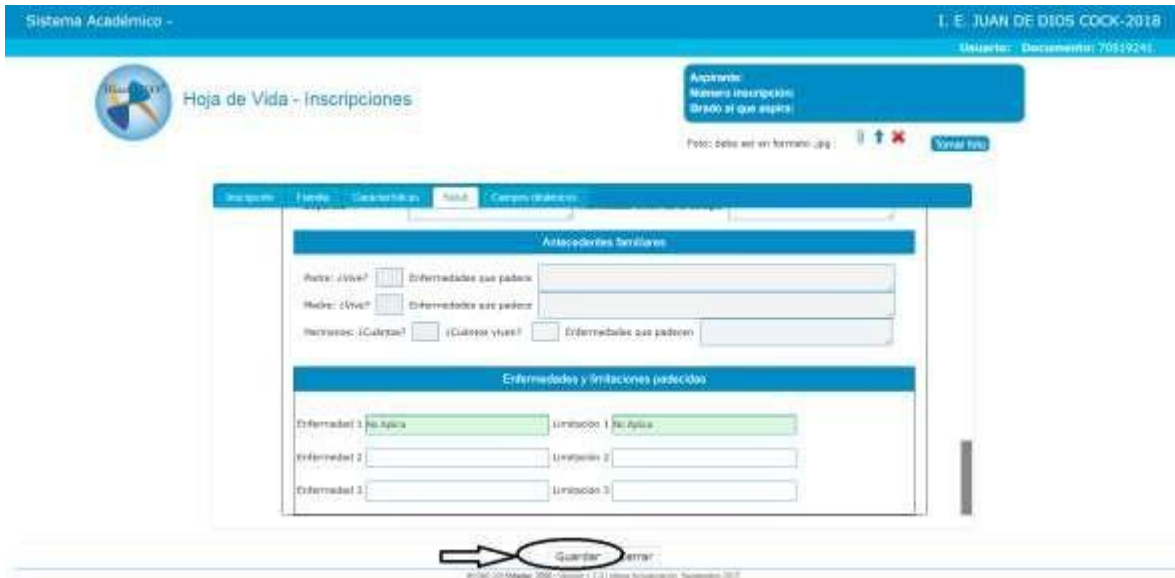 Sistema Académico -
I. E. JUAN DE DIOS COCK-2018
Usuario: Documento: 70519241
Hoja de Vida - Inscripciones
Aspirante:
Número inscripción:
Grado al que aspira:
Foto: debe ser en formato .jpg
Tomar foto
Inscripción Familia Características Salud Campos dinámicos
Antecedentes familiares
Padre: ¿Vive? Enfermedades que padece
Madre: ¿Vive? Enfermedades que padece
Hermanos: ¿Cuántos? ¿Cuántos viven? Enfermedades que padecen
Enfermedades y limitaciones padecidas
Enfermedad 1 No Aplica Limitación 1 No Aplica
Enfermedad 2 Limitación 2
Enfermedad 3 Limitación 3
Guardar